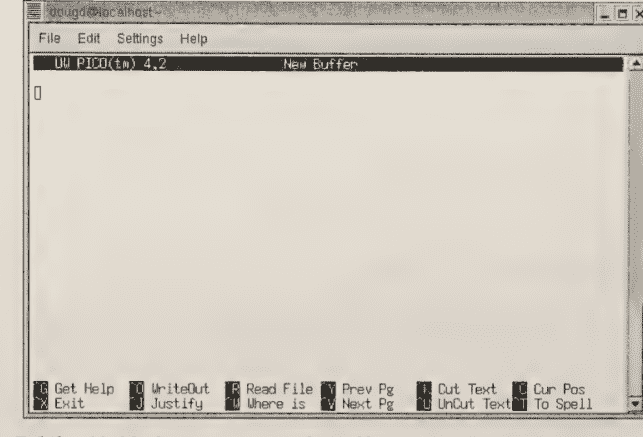 dougd@localhost:~
File Edit Settings Help
UW PICO(tm) 4.2 New Buffer
^G Get Help ^O WriteOut ^R Read File ^Y Prev Pg ^K Cut Text ^C Cur Pos
^X Exit ^J Justify ^W Where is ^V Next Pg ^U UnCut Text ^T To Spell